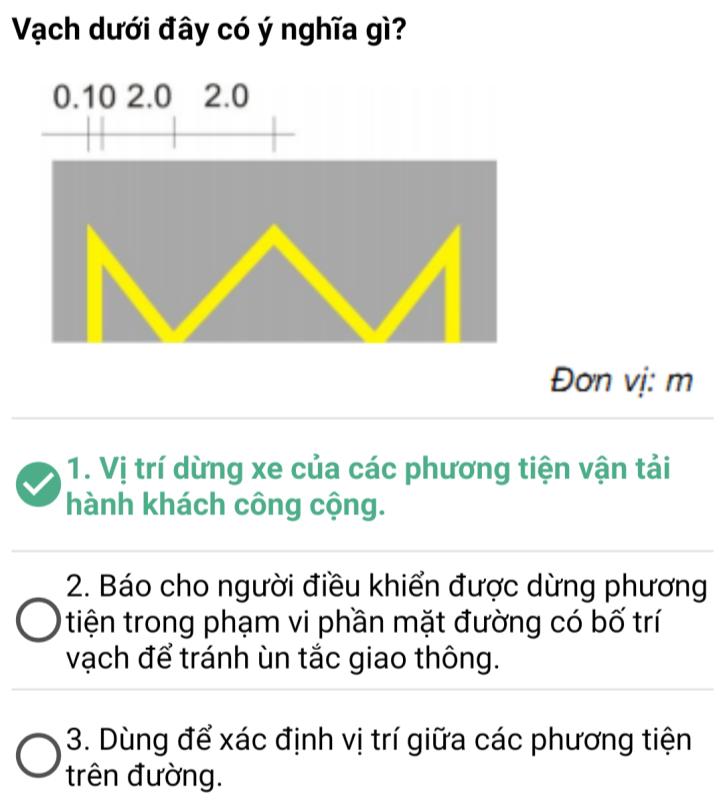 Vạch dưới đây có ý nghĩa gì?
0.10 2.0 2.0
Đơn vị: m
1. Vị trí dừng xe của các phương tiện vận tải
hành khách công cộng.
2. Báo cho người điều khiển được dừng phương
tiện trong phạm vi phần mặt đường có bố trí
vạch để tránh ùn tắc giao thông.
3. Dùng để xác định vị trí giữa các phương tiện
trên đường.